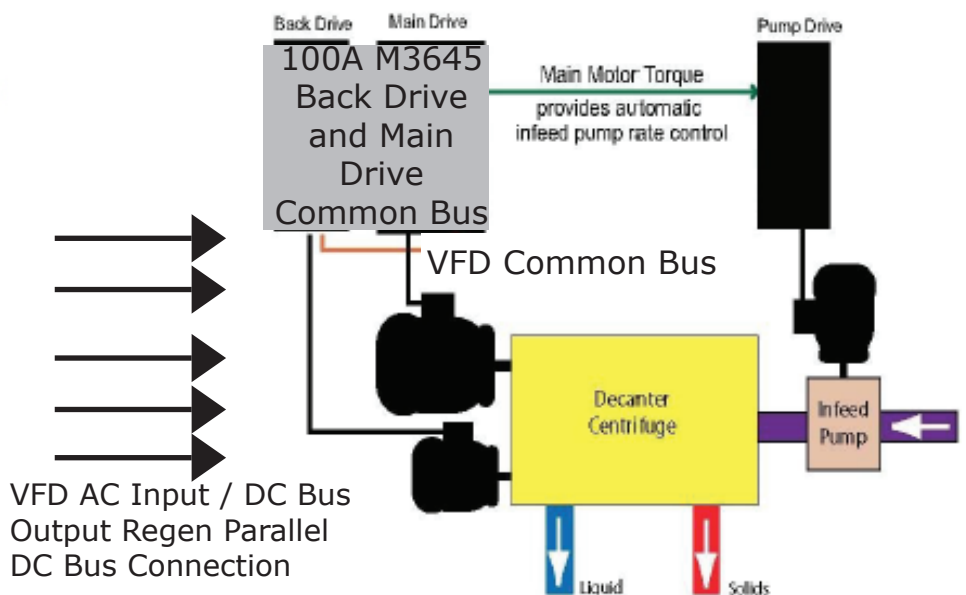 Back Drive
Main Drive
Pump Drive
100A M3645
Back Drive
and Main
Drive
Common Bus
Main Motor Torque
provides automatic
infeed pump rate control
VFD Common Bus
Decanter
Centrifuge
Infeed
Pump
VFD AC Input / DC Bus
Output Regen Parallel
DC Bus Connection
Liquid
Solids